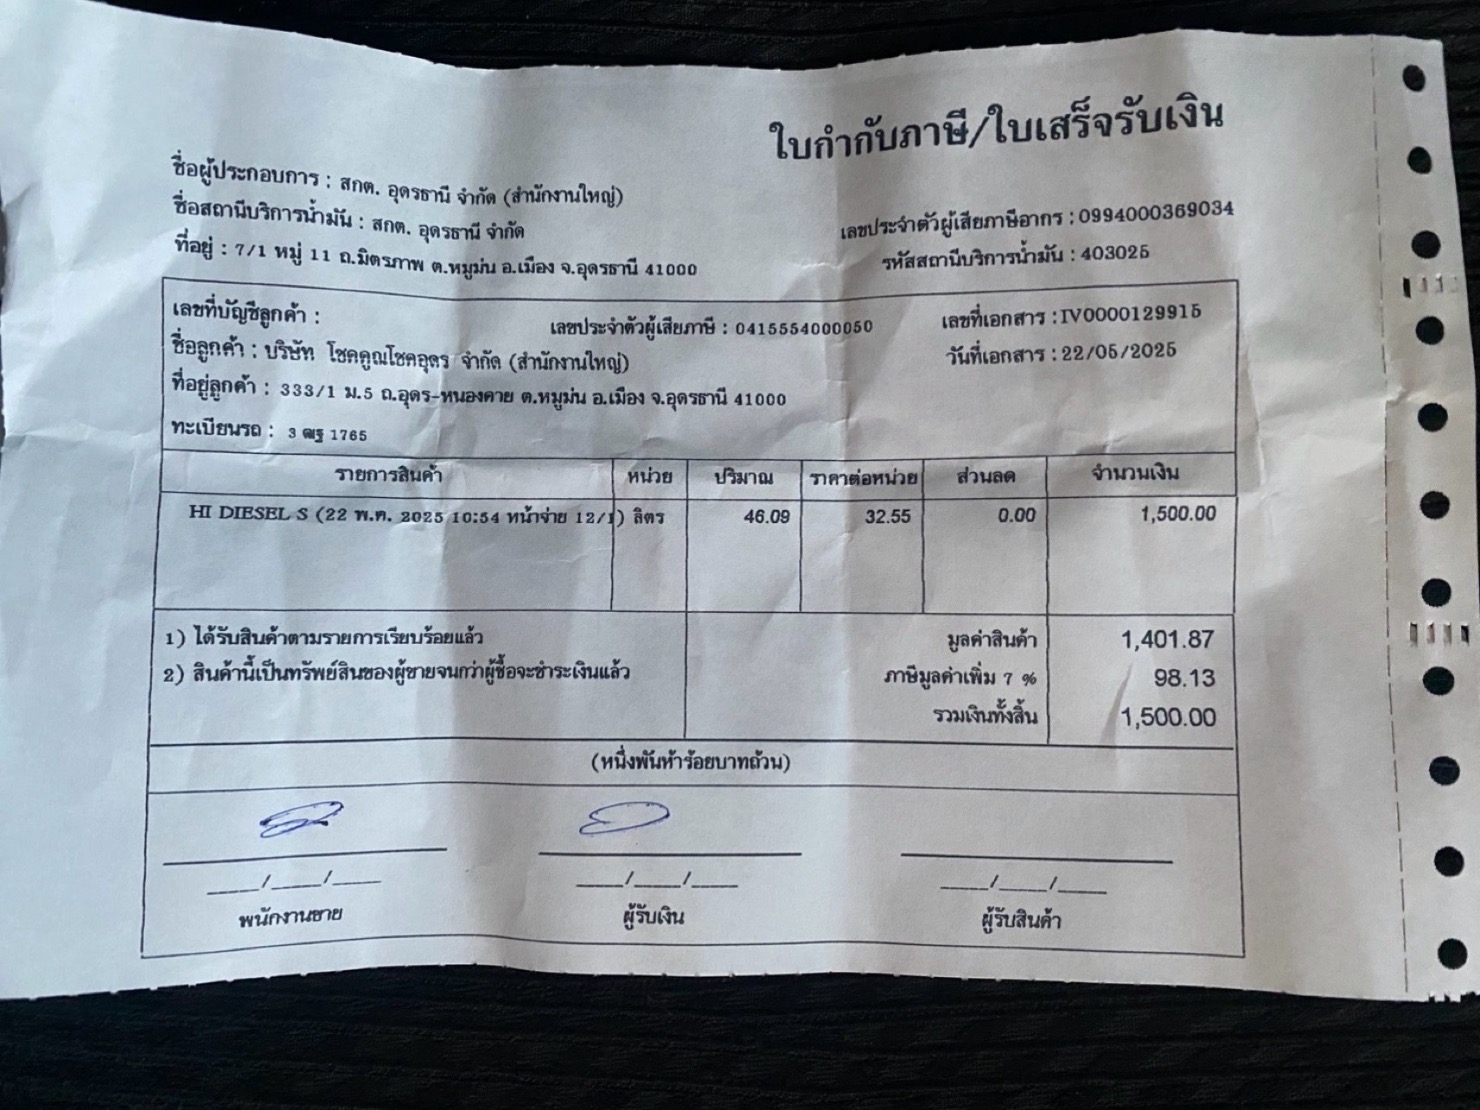 ใบกำกับภาษี/ใบเสร็จรับเงิน
ชื่อผู้ประกอบการ : สกต. อุดรธานี จำกัด (สำนักงานใหญ่)
ชื่อสถานีบริการน้ำมัน : สกต. อุดรธานี จำกัด
ที่อยู่ : 7/1 หมู่ 11 ถ.มิตรภาพ ต.หมูม่น อ.เมือง จ.อุดรธานี 41000
เลขประจำตัวผู้เสียภาษีอากร : 0994000369034
รหัสสถานีบริการน้ำมัน : 403025
เลขที่บัญชีลูกค้า : เลขประจำตัวผู้เสียภาษี : 0415554000050 เลขที่เอกสาร : IV0000129915
ชื่อลูกค้า : บริษัท โชคคูณโชคอุดร จำกัด (สำนักงานใหญ่) วันที่เอกสาร : 22/05/2025
ที่อยู่ลูกค้า : 333/1 ม.5 ถ.อุดร-หนองคาย ต.หมูม่น อ.เมือง จ.อุดรธานี 41000
ทะเบียนรถ : 3 ฒฐ 1765
รายการสินค้า หน่วย ปริมาณ ราคาต่อหน่วย ส่วนลด จำนวนเงิน
HI DIESEL S (22 พ.ค. 2025 10:54 หน้าจ่าย 12/1) ลิตร 46.09 32.55 0.00 1,500.00
1) ได้รับสินค้าตามรายการเรียบร้อยแล้ว มูลค่าสินค้า 1,401.87
2) สินค้านี้เป็นทรัพย์สินของผู้ขายจนกว่าผู้ซื้อจะชำระเงินแล้ว ภาษีมูลค่าเพิ่ม 7 % 98.13
รวมเงินทั้งสิ้น 1,500.00
(หนึ่งพันห้าร้อยบาทถ้วน)
____/____/____ ____/____/____ ____/____/____
พนักงานขาย ผู้รับเงิน ผู้รับสินค้า